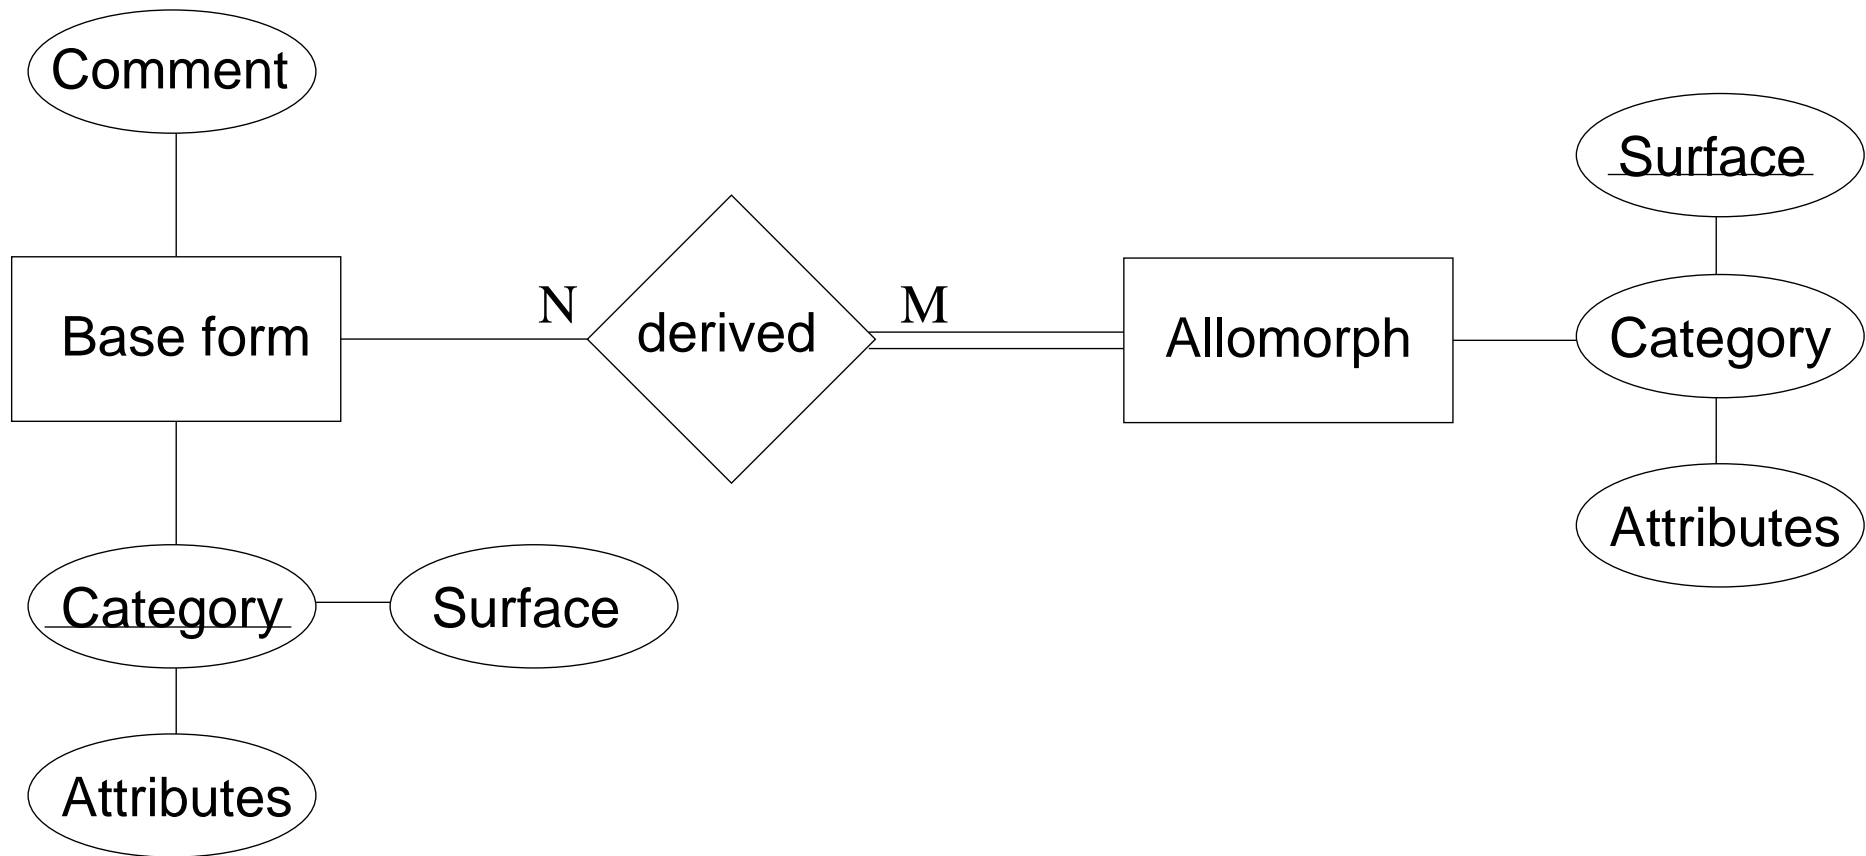 Comment
Surface
Base form
N
derived
M
Allomorph
Category
Attributes
Category
Surface
Attributes